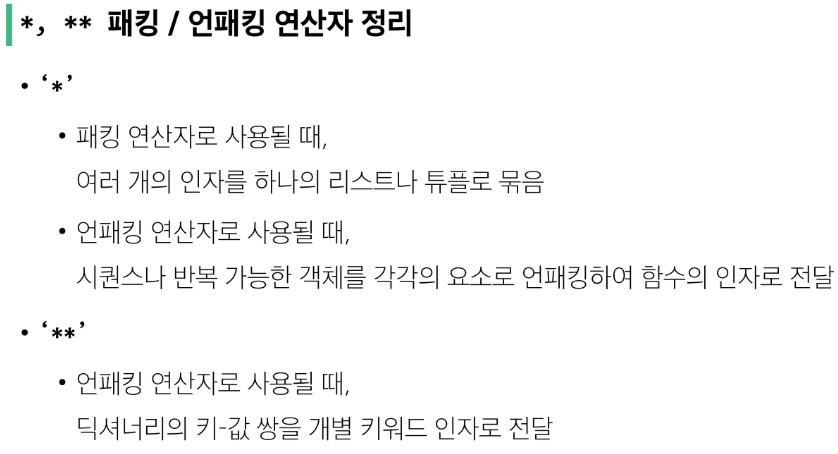 *, ** 패킹 / 언패킹 연산자 정리
• ‘*’
• 패킹 연산자로 사용될 때,
여러 개의 인자를 하나의 리스트나 튜플로 묶음
• 언패킹 연산자로 사용될 때,
시퀀스나 반복 가능한 객체를 각각의 요소로 언패킹하여 함수의 인자로 전달
• ‘**’
• 언패킹 연산자로 사용될 때,
딕셔너리의 키-값 쌍을 개별 키워드 인자로 전달